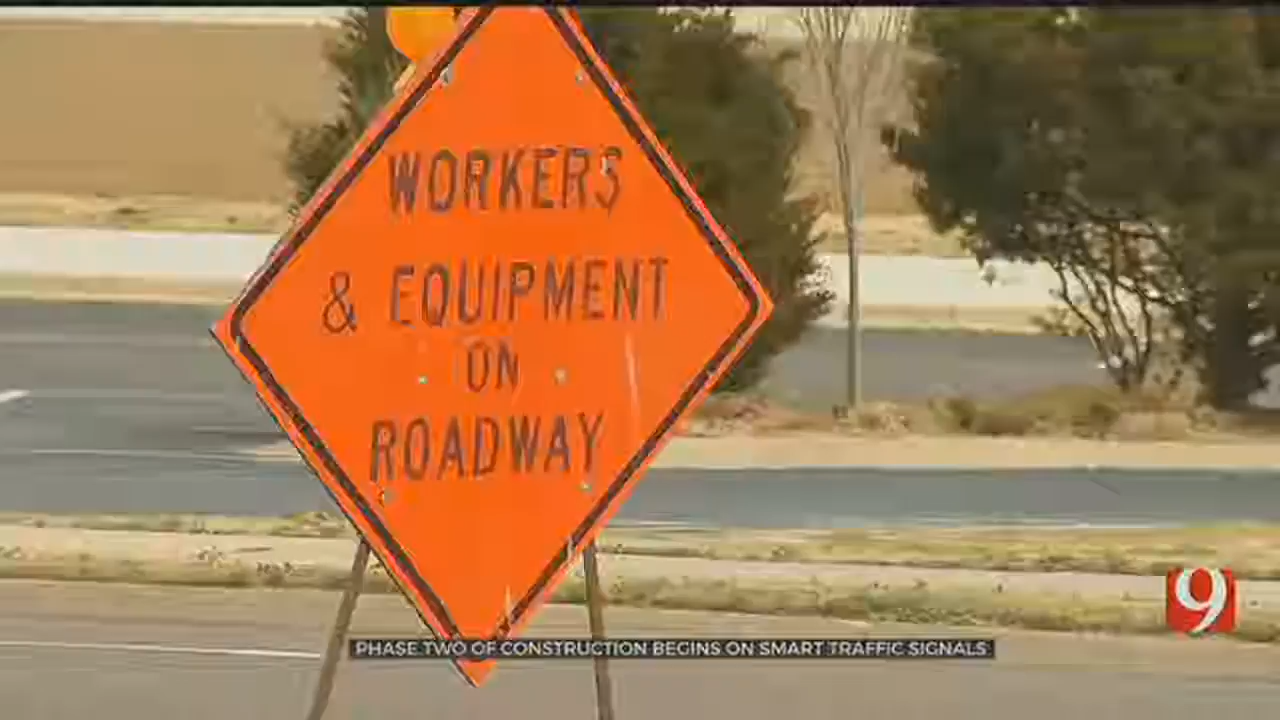 WORKERS
& EQUIPMENT
ON
ROADWAY
9
PHASE TWO OF CONSTRUCTION BEGINS ON SMART TRAFFIC SIGNALS